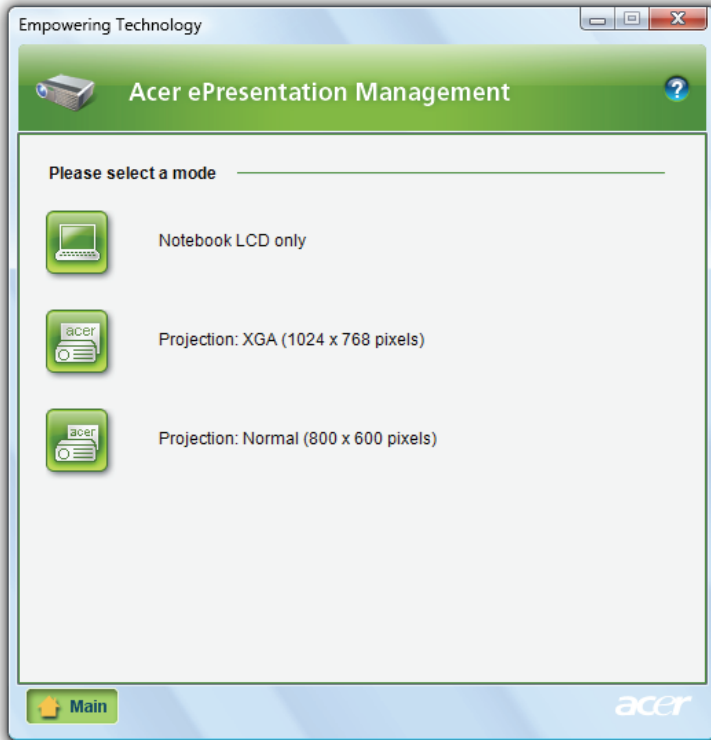 Empowering Technology
Acer ePresentation Management
?
Please select a mode
Notebook LCD only
acer
Projection: XGA (1024 x 768 pixels)
acer
Projection: Normal (800 x 600 pixels)
Main
acer